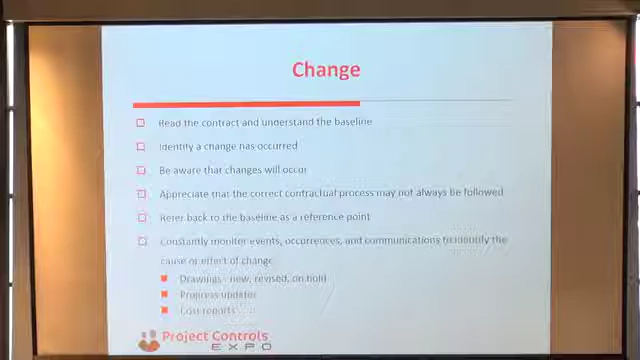 Change
Read the contract and understand the baseline
Identify a change has occurred
Be aware that changes will occur
Appreciate that the correct contractual process may not always be followed
Refer back to the baseline as a reference point
Constantly monitor events, occurrences, and communications to identify the
cause or effect of change
Drawings - new, revised, on hold
Progress updates
Cost reports
Project Controls
EXPO